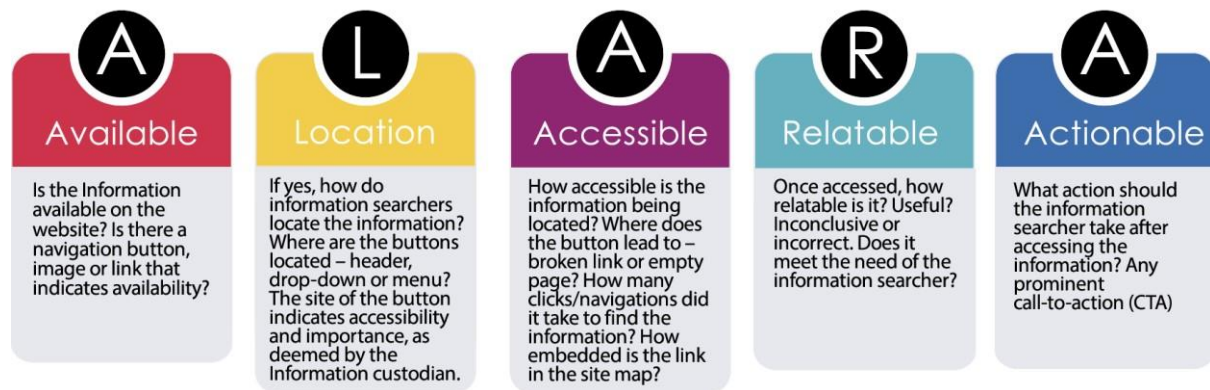 A
Available
Is the Information
available on the
website? Is there a
navigation button,
image or link that
indicates availability?
L
Location
If yes, how do
information searchers
locate the information?
Where are the buttons
located – header,
drop-down or menu?
The site of the button
indicates accessibility
and importance, as
deemed by the
Information custodian.
A
Accessible
How accessible is the
information being
located? Where does
the button lead to –
broken link or empty
page? How many
clicks/navigations did
it take to find the
information? How
embedded is the link
in the site map?
R
Relatable
Once accessed, how
relatable is it? Useful?
Inconclusive or
incorrect. Does it
meet the need of the
information searcher?
A
Actionable
What action should
the information
searcher take after
accessing the
information? Any
prominent
call-to-action (CTA)